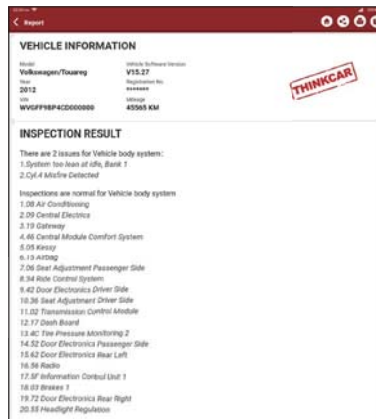 Report
VEHICLE INFORMATION
Model
Volkswagen/Touareg
Vehicle Software Version
V15.27
Year
2012
Registration No.
*******
VIN
WVGFF9BP4CD000000
Mileage
45565 KM
THINKCAR
INSPECTION RESULT
There are 2 issues for Vehicle body system:
1.System too lean at idle, Bank 1
2.Cyl.4 Misfire Detected
Inspections are normal for Vehicle body system
1.08 Air Conditioning
2.09 Central Electrics
3.19 Gateway
4.46 Central Module Comfort System
5.05 Kessy
6.15 Airbag
7.06 Seat Adjustment Passenger Side
8.34 Ride Control System
9.42 Door Electronics Driver Side
10.36 Seat Adjustment Driver Side
11.02 Transmission Control Module
12.17 Dash Board
13.4C Tire Pressure Monitoring 2
14.52 Door Electronics Passenger Side
15.62 Door Electronics Rear Left
16.56 Radio
17.5F Information Control Unit 1
18.03 Brakes 1
19.72 Door Electronics Rear Right
20.55 Headlight Regulation